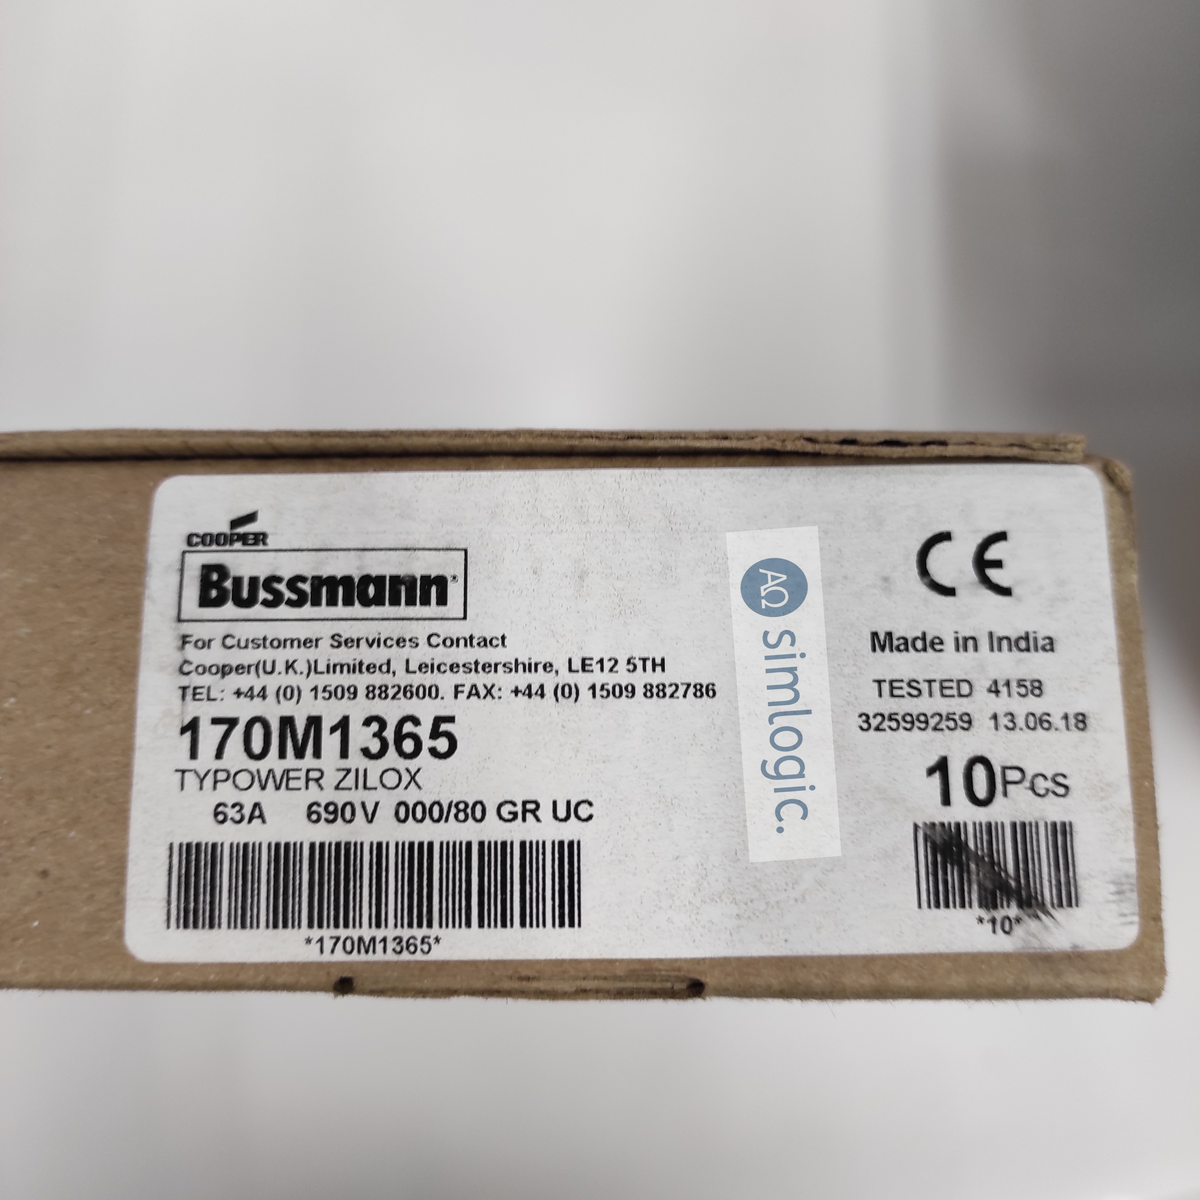 COOPER
Bussmann®
For Customer Services Contact
Cooper(U.K.)Limited, Leicestershire, LE12 5TH
TEL: +44 (0) 1509 882600. FAX: +44 (0) 1509 882786
170M1365
TYPOWER ZILOX
63A 690V 000/80 GR UC
*170M1365*
ΑΩ simlogic.
CE
Made in India
TESTED 4158
32599259 13.06.18
10Pcs
*10*